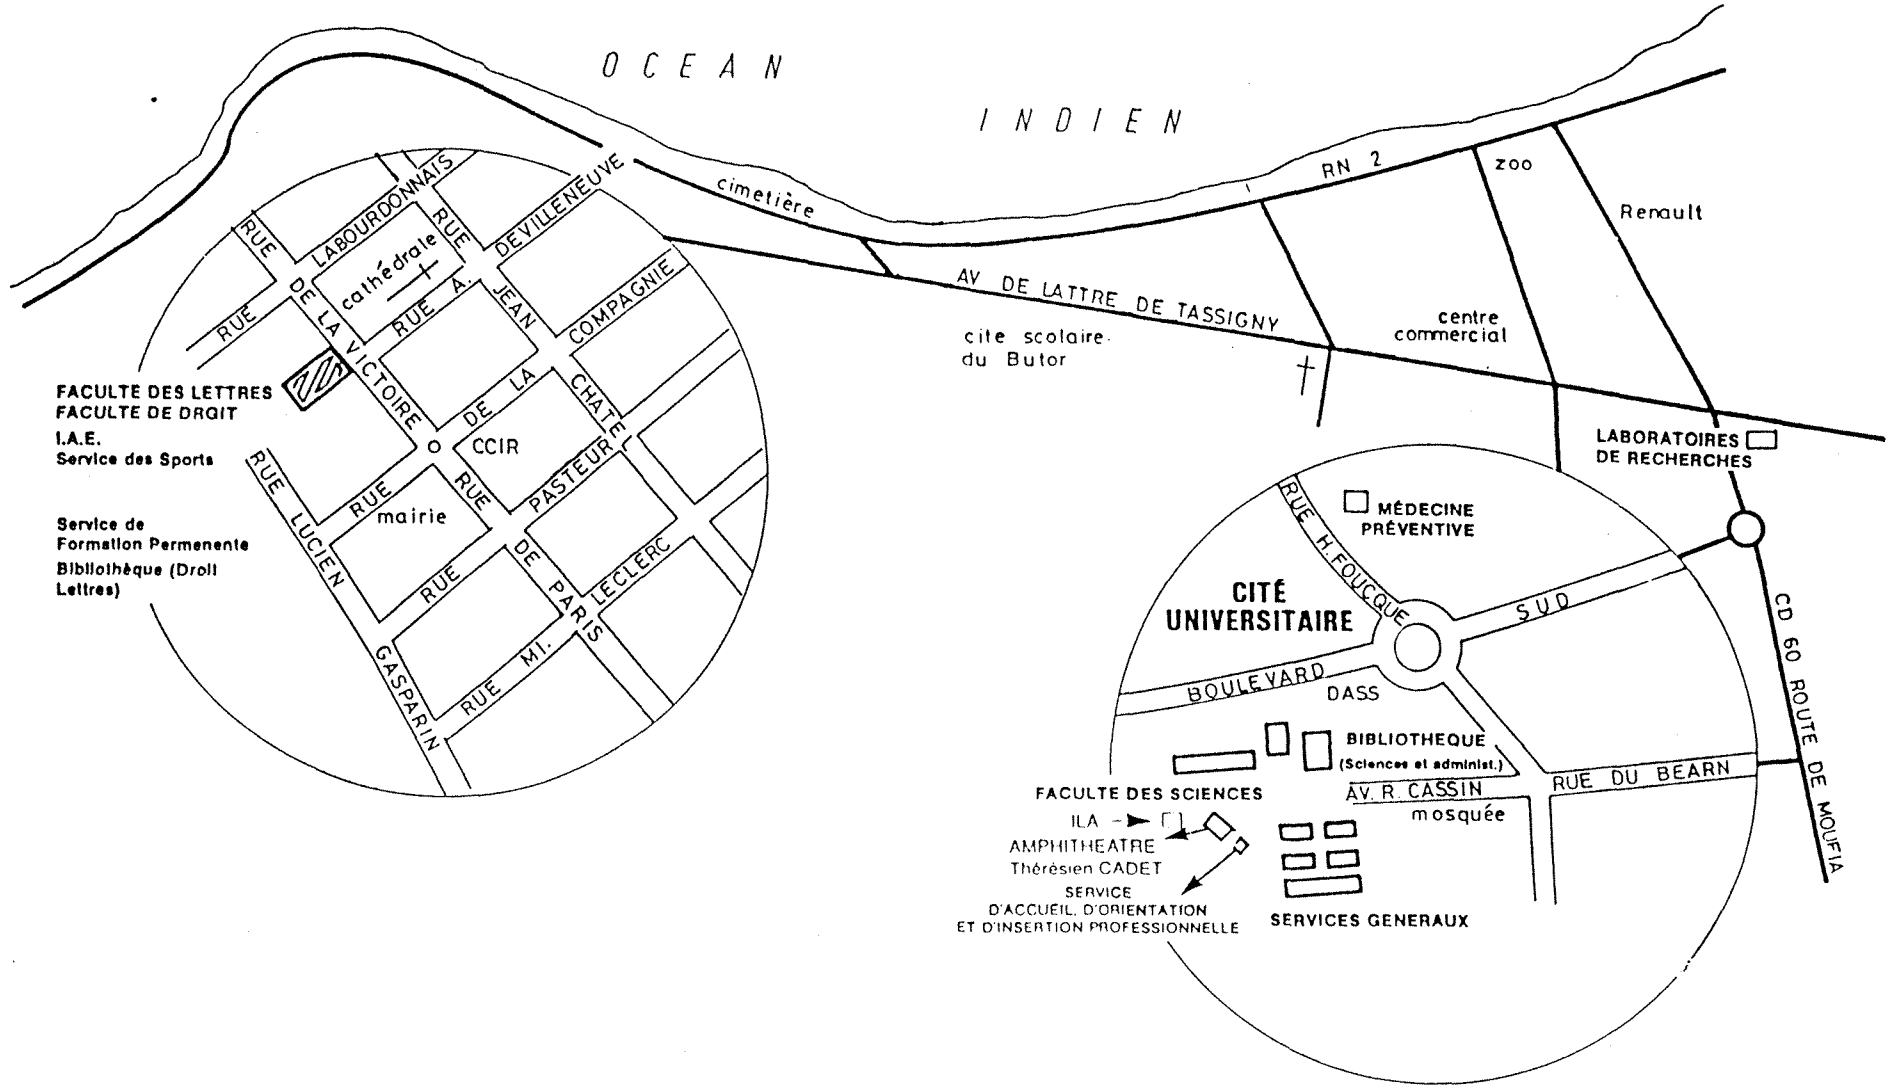 OCEAN
INDIEN
RN 2
zoo
Renault
cimetière
AV DE LATTRE DE TASSIGNY
cite scolaire.
du Butor
centre
commercial
RUE LABOURDONNAIS
RUE DE LA VICTOIRE
cathédrale
RUE A. DEVILLENEUVE
RUE JEAN CHATE
RUE DE LA COMPAGNIE
CCIR
mairie
RUE PASTEUR
RUE DE PARIS
RUE Ml. LECLERC
RUE LUCIEN GASPARIN
FACULTE DES LETTRES
FACULTE DE DROIT
I.A.E.
Service des Sports
Service de
Formation Permenente
Bibliothèque (Droit
Lettres)
LABORATOIRES
DE RECHERCHES
RUE H. FOUCQUE
MÉDECINE
PRÉVENTIVE
CITÉ
UNIVERSITAIRE
BOULEVARD SUD
DASS
CD 60 ROUTE DE MOUFIA
BIBLIOTHEQUE
(Sciences et administ.)
RUE DU BEARN
AV. R. CASSIN
mosquée
FACULTE DES SCIENCES
ILA
AMPHITHEATRE
Thérésien CADET
SERVICE
D'ACCUEIL, D'ORIENTATION
ET D'INSERTION PROFESSIONNELLE
SERVICES GENERAUX